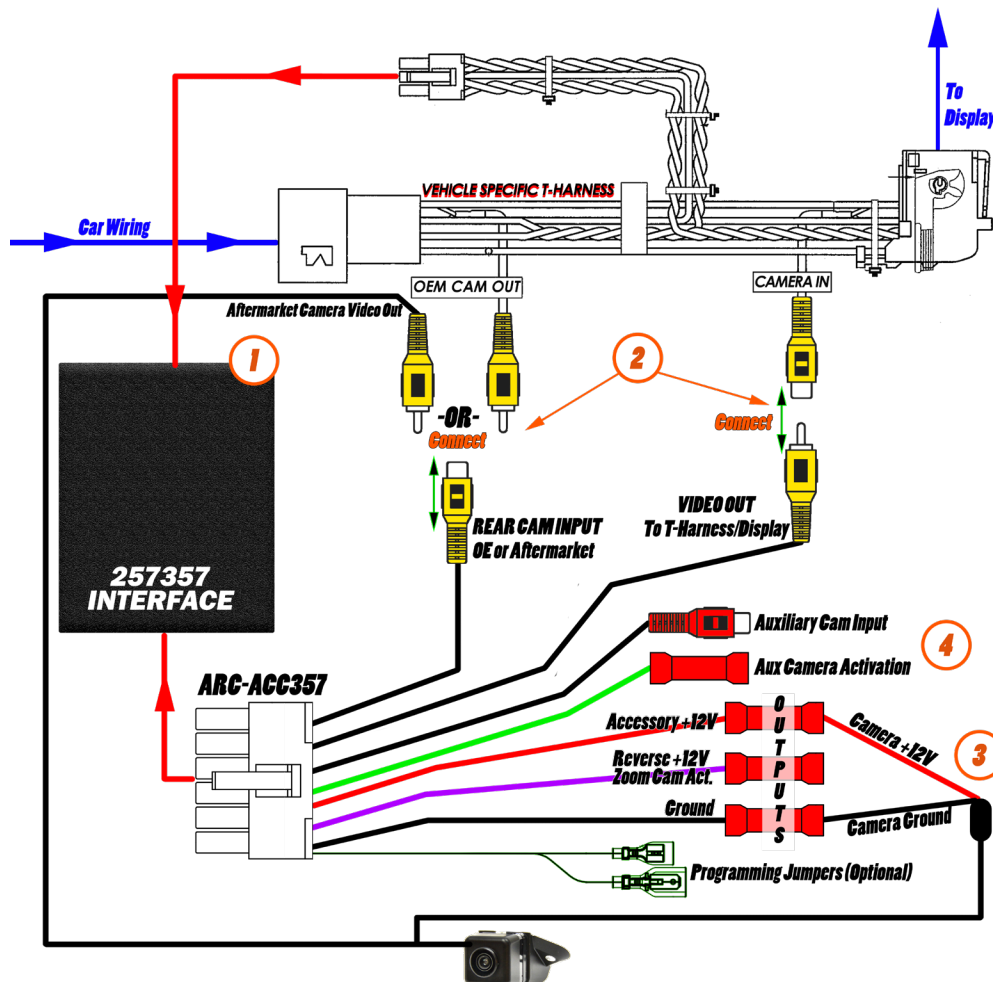 To
Display
VEHICLE SPECIFIC T-HARNESS
Car Wiring
OEM CAM OUT
CAMERA IN
Aftermarket Camera Video Out
1
2
-OR-
Connect
Connect
REAR CAM INPUT
OE or Aftermarket
VIDEO OUT
To T-Harness/Display
257357
INTERFACE
Auxiliary Cam Input
4
Aux Camera Activation
ARC-ACC357
OUTPUTS
Accessory +12V
Camera +12V
3
Reverse +12V
Zoom Cam Act.
Ground
Camera Ground
Programming Jumpers (Optional)